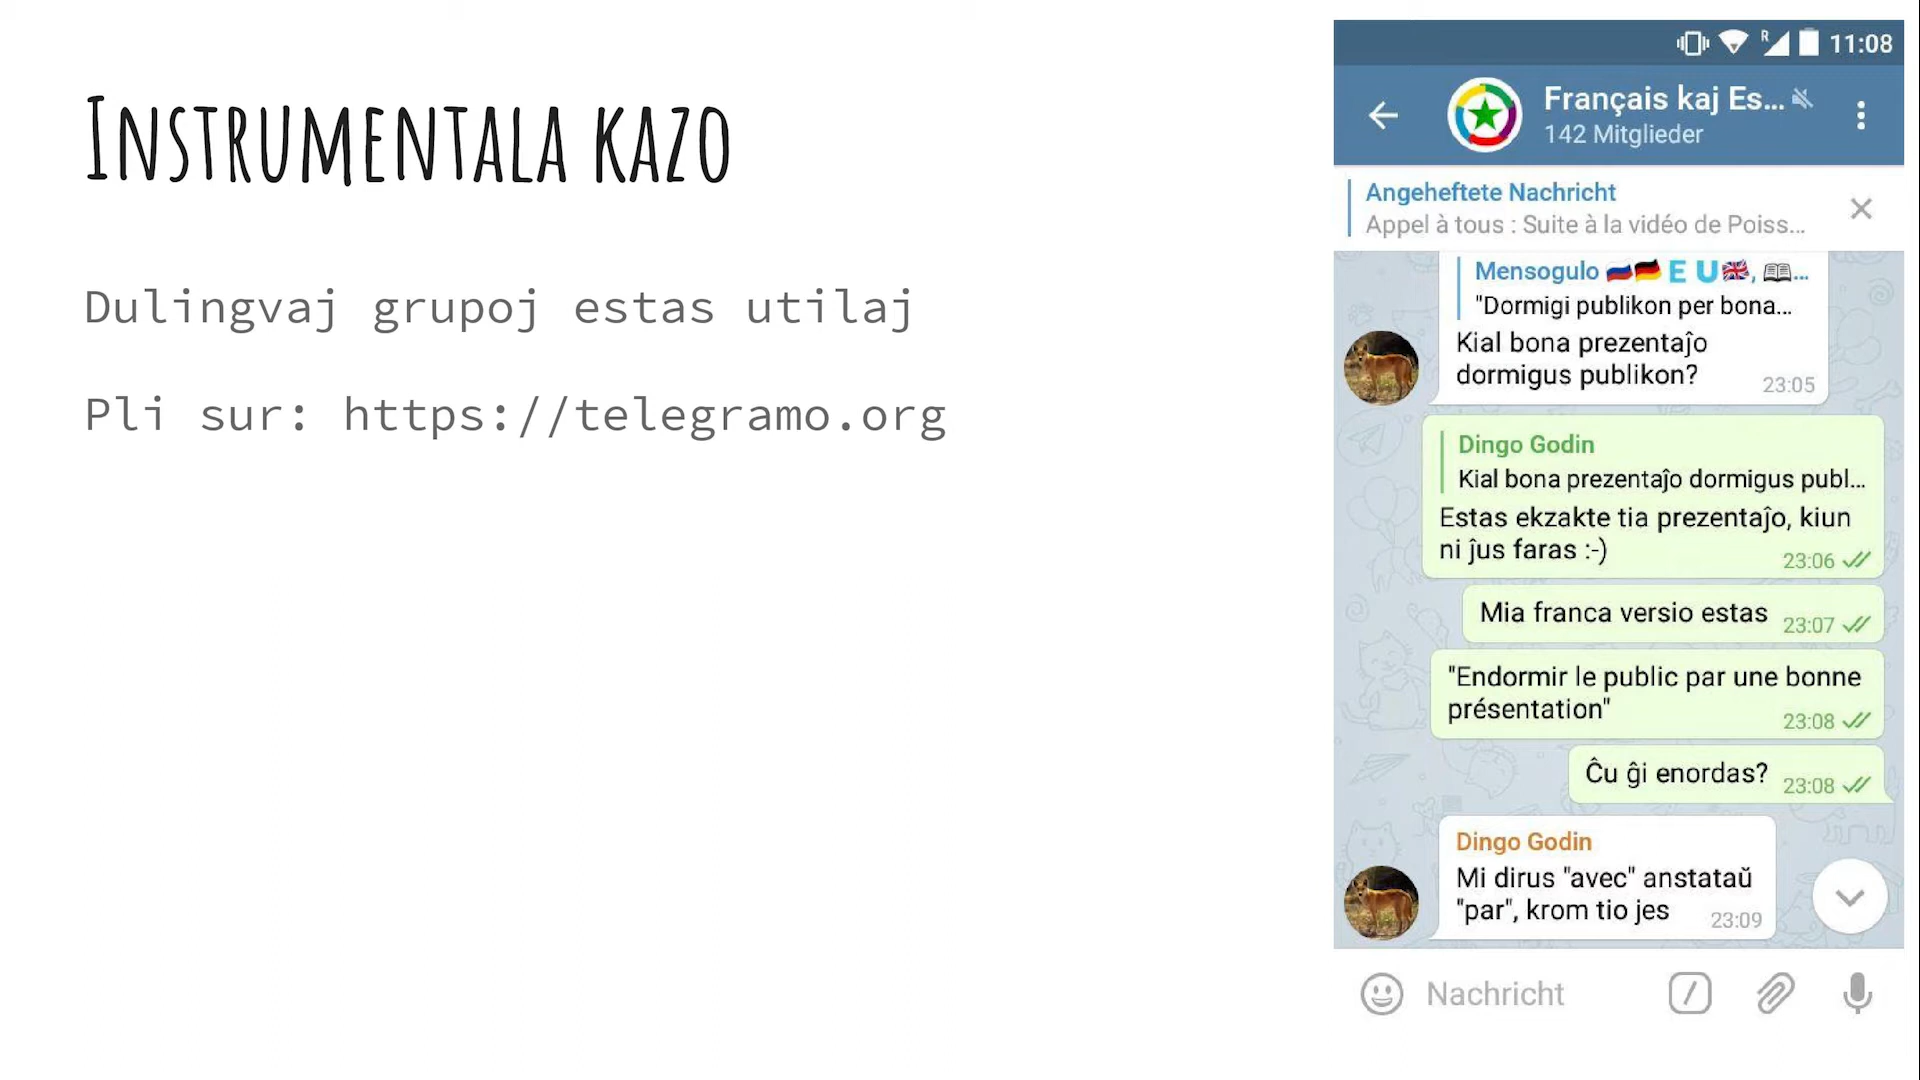 Instrumentala kazo
Dulingvaj grupoj estas utilaj
Pli sur: https://telegramo.org
11:08
Français kaj Es...
142 Mitglieder
Angeheftete Nachricht
Appel à tous : Suite à la vidéo de Poiss...
Mensogulo 🇷🇺🇩🇪 E U🇬🇧, 📖...
"Dormigi publikon per bona...
Kial bona prezentaĵo
dormigus publikon?
23:05
Dingo Godin
Kial bona prezentaĵo dormigus publ...
Estas ekzakte tia prezentaĵo, kiun
ni ĵus faras :-)
23:06
Mia franca versio estas
23:07
"Endormir le public par une bonne
présentation"
23:08
Ĉu ĝi enordas?
23:08
Dingo Godin
Mi dirus "avec" anstataŭ
"par", krom tio jes
23:09
Nachricht